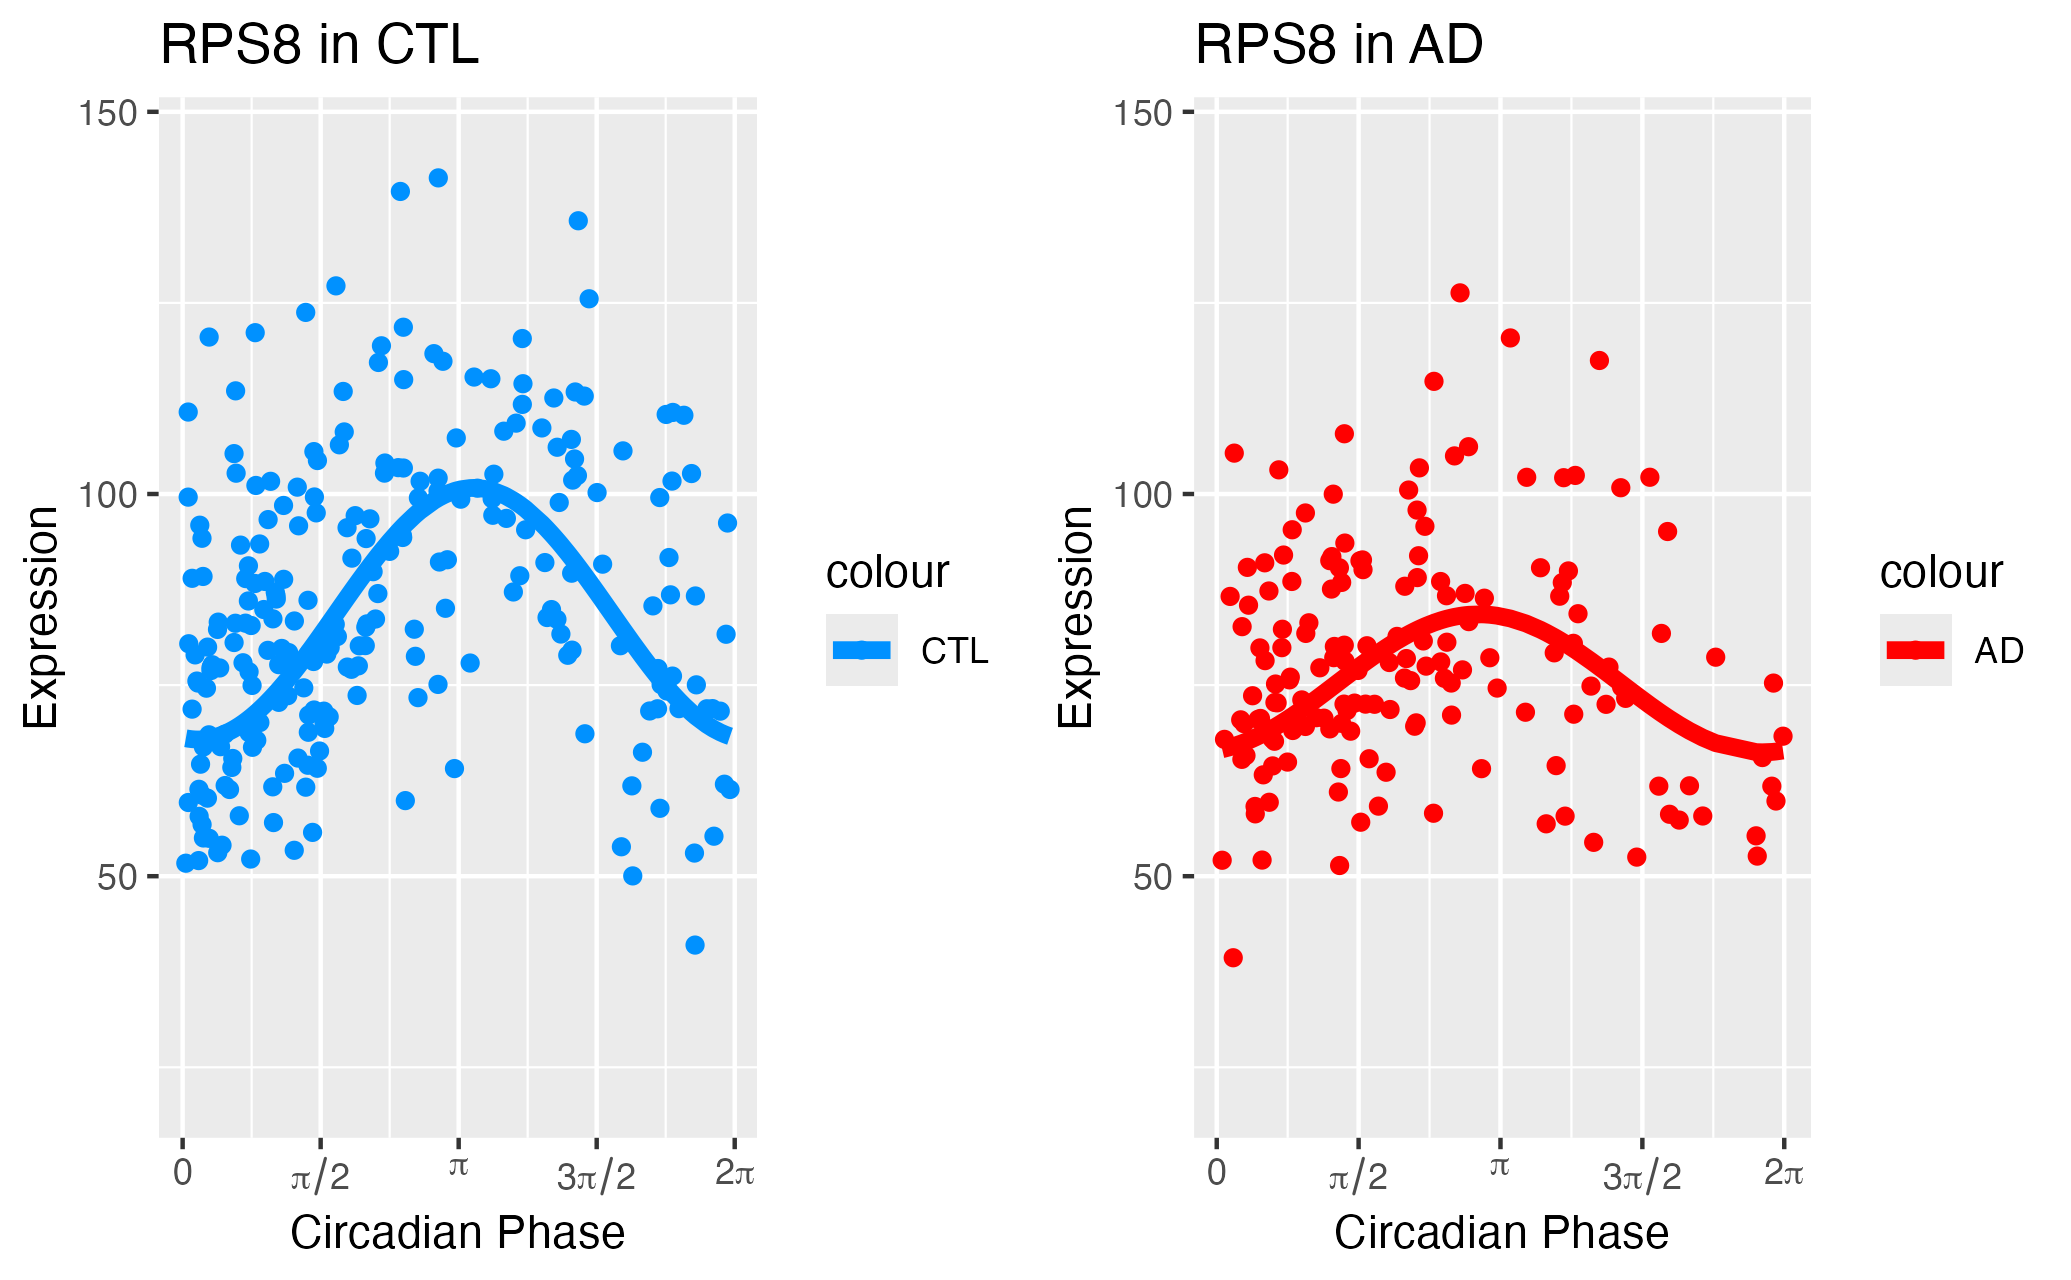 RPS8 in CTL
150
100
50
Expression
0 π/2 π 3π/2 2π
Circadian Phase
colour
CTL
RPS8 in AD
150
100
50
Expression
0 π/2 π 3π/2 2π
Circadian Phase
colour
AD